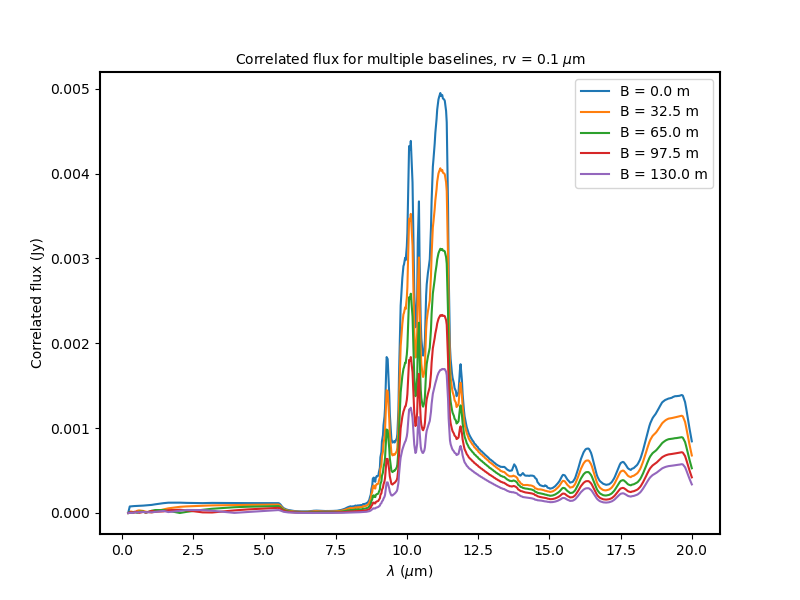 Correlated flux for multiple baselines, rv = 0.1 μm
B = 0.0 m
B = 32.5 m
B = 65.0 m
B = 97.5 m
B = 130.0 m
Correlated flux (Jy)
0.005
0.004
0.003
0.002
0.001
0.000
0.0 2.5 5.0 7.5 10.0 12.5 15.0 17.5 20.0
λ (μm)